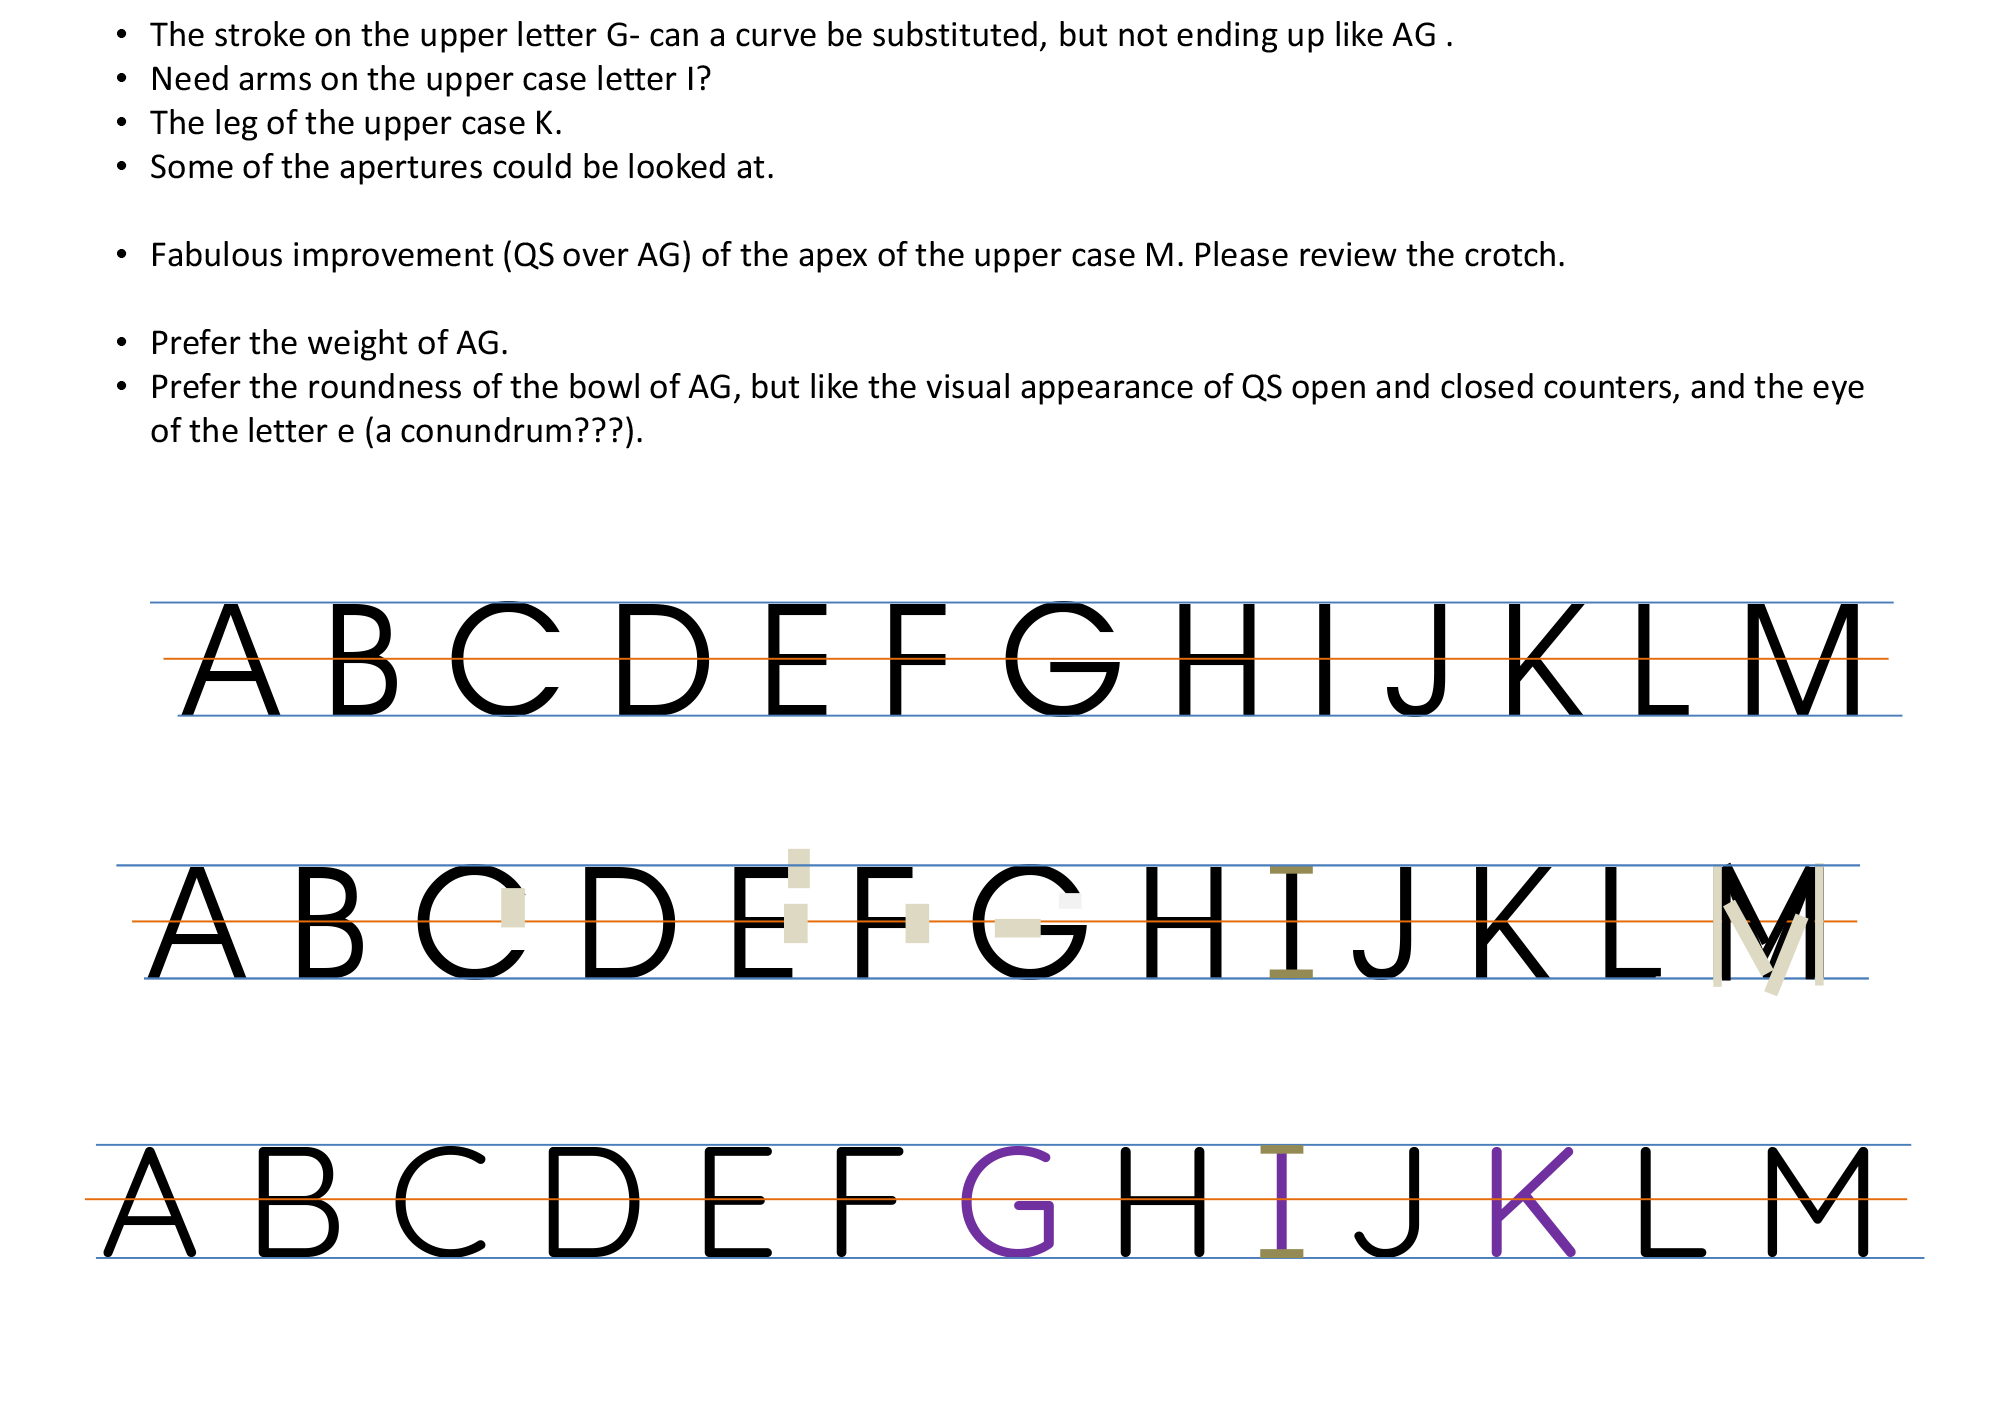 • The stroke on the upper letter G- can a curve be substituted, but not ending up like AG .
• Need arms on the upper case letter I?
• The leg of the upper case K.
• Some of the apertures could be looked at.
• Fabulous improvement (QS over AG) of the apex of the upper case M. Please review the crotch.
• Prefer the weight of AG.
• Prefer the roundness of the bowl of AG, but like the visual appearance of QS open and closed counters, and the eye
of the letter e (a conundrum???).
A B C D E F G H I J K L M
A B C D E F G H I J K L M
A B C D E F G H I J K L M